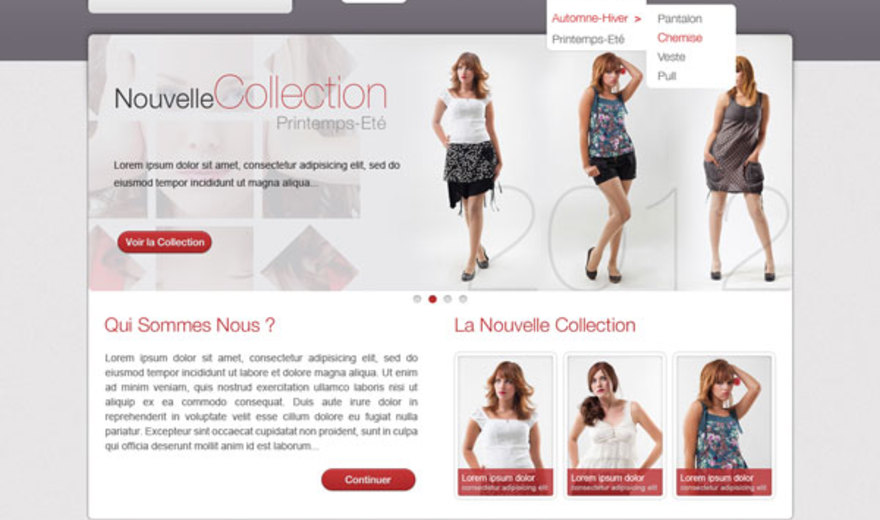 Automne-Hiver >
Printemps-Eté
Pantalon
Chemise
Veste
Pull
NouvelleCollection
Printemps-Eté
Lorem ipsum dolor sit amet, consectetur adipisicing elit, sed do
eiusmod tempor incididunt ut magna aliqua...
Voir la Collection
2012
Qui Sommes Nous ?
Lorem ipsum dolor sit amet, consectetur adipisicing elit, sed do
eiusmod tempor incididunt ut labore et dolore magna aliqua. Ut enim
ad minim veniam, quis nostrud exercitation ullamco laboris nisi ut
aliquip ex ea commodo consequat. Duis aute irure dolor in
reprehenderit in voluptate velit esse cillum dolore eu fugiat nulla
pariatur. Excepteur sint occaecat cupidatat non proident, sunt in culpa
qui officia deserunt mollit anim id est laborum...
Continuer
La Nouvelle Collection
Lorem ipsum dolor
consectetur adipisicing elit
Lorem ipsum dolor
consectetur adipisicing elit
Lorem ipsum dolor
consectetur adipisicing elit